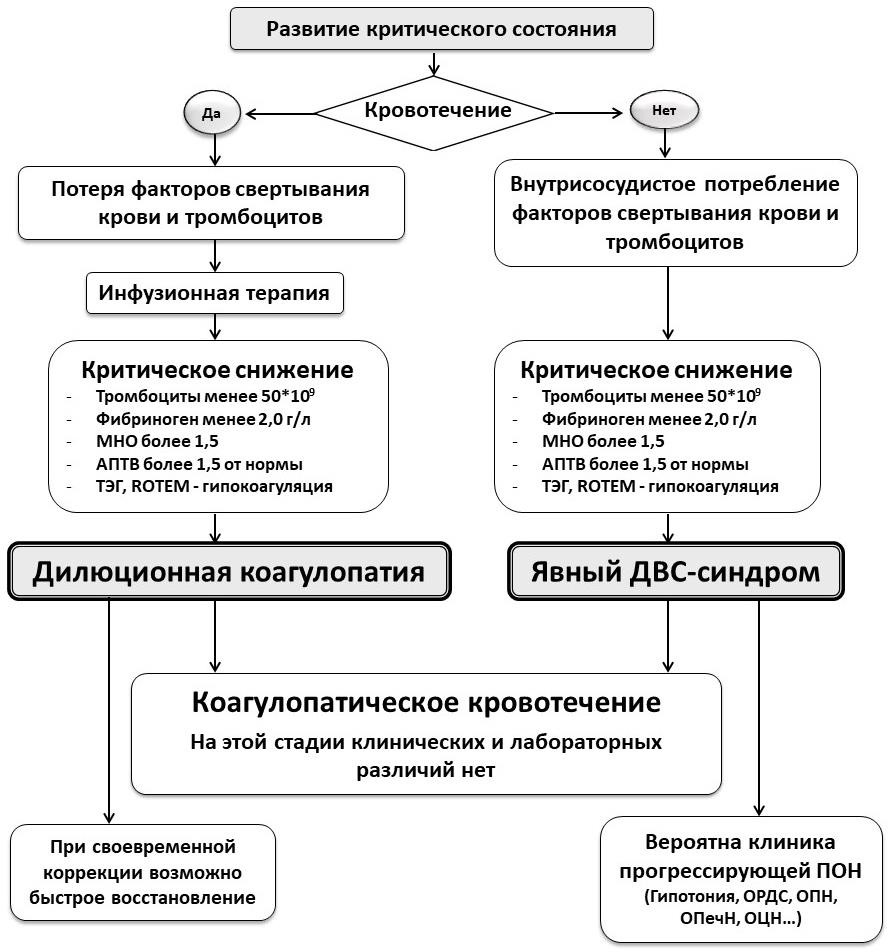 Развитие критического состояния
Кровотечение
Да
Нет
Потеря факторов свертывания
крови и тромбоцитов
Внутрисосудистое потребление
факторов свертывания крови и
тромбоцитов
Инфузионная терапия
Критическое снижение
- Тромбоциты менее 50*10⁹
- Фибриноген менее 2,0 г/л
- МНО более 1,5
- АПТВ более 1,5 от нормы
- ТЭГ, ROTEM - гипокоагуляция
Критическое снижение
- Тромбоциты менее 50*10⁹
- Фибриноген менее 2,0 г/л
- МНО более 1,5
- АПТВ более 1,5 от нормы
- ТЭГ, ROTEM - гипокоагуляция
Дилюционная коагулопатия
Явный ДВС-синдром
Коагулопатическое кровотечение
На этой стадии клинических и лабораторных
различий нет
При своевременной
коррекции возможно
быстрое восстановление
Вероятна клиника
прогрессирующей ПОН
(Гипотония, ОРДС, ОПН,
ОПечН, ОЦН...)